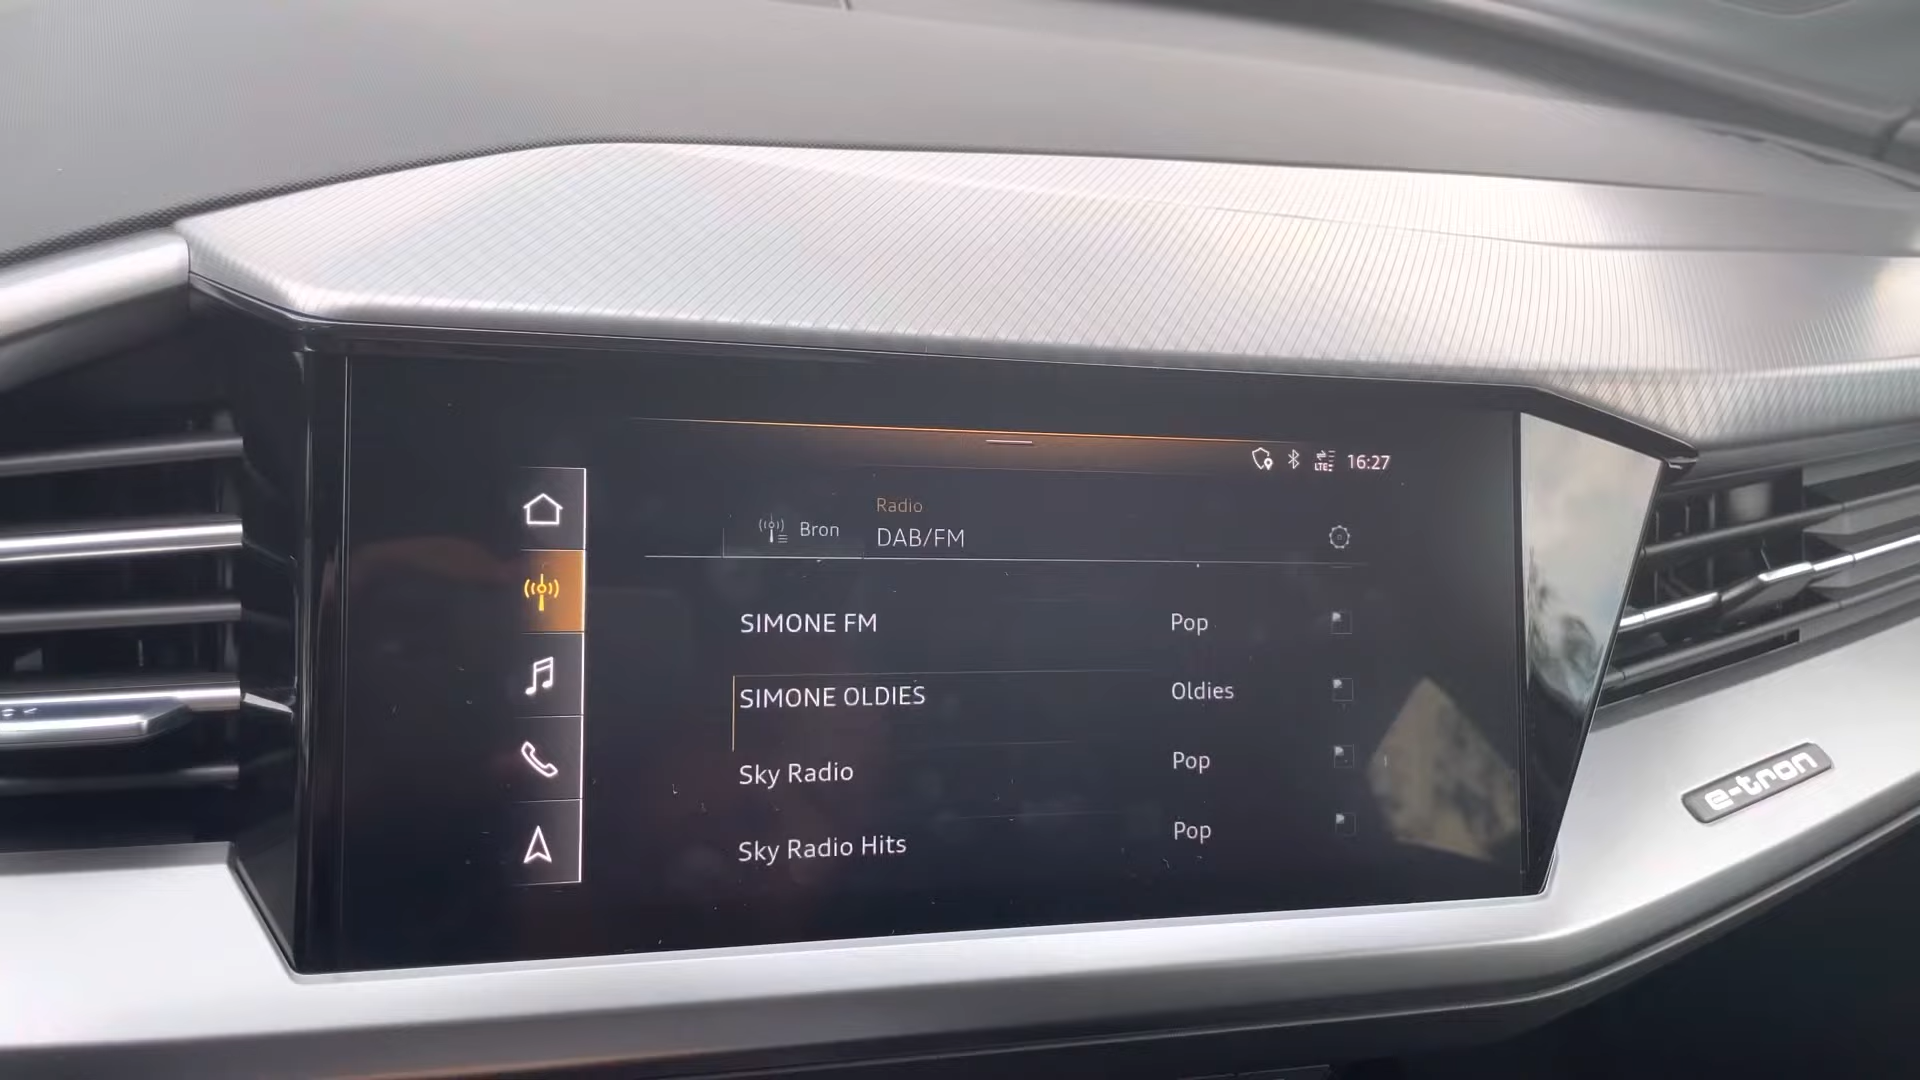 LTE
16:27
Radio
Bron
DAB/FM
SIMONE FM
Pop
SIMONE OLDIES
Oldies
Sky Radio
Pop
Sky Radio Hits
Pop
e-tron